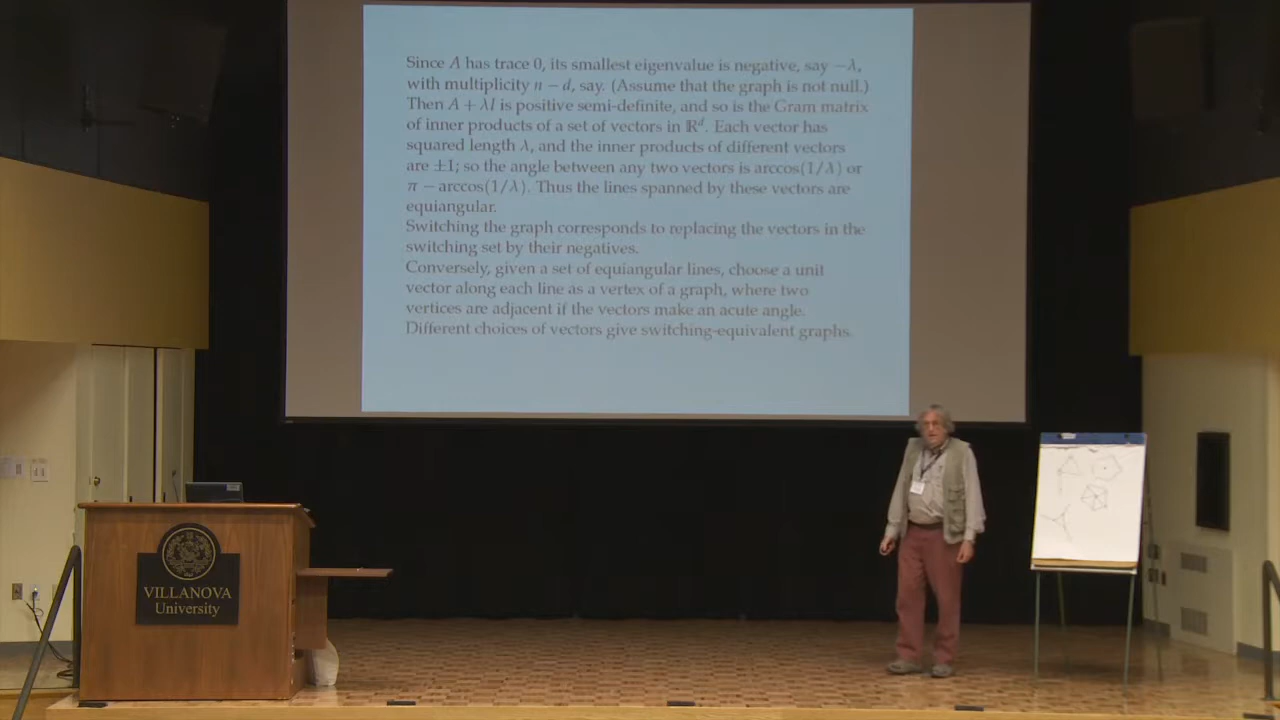 Since A has trace 0, its smallest eigenvalue is negative, say −λ,
with multiplicity n − d, say. (Assume that the graph is not null.)
Then A + λI is positive semi-definite, and so is the Gram matrix
of inner products of a set of vectors in ℝᵈ. Each vector has
squared length λ, and the inner products of different vectors
are ±1; so the angle between any two vectors is arccos(1/λ) or
π − arccos(1/λ). Thus the lines spanned by these vectors are
equiangular.
Switching the graph corresponds to replacing the vectors in the
switching set by their negatives.
Conversely, given a set of equiangular lines, choose a unit
vector along each line as a vertex of a graph, where two
vertices are adjacent if the vectors make an acute angle.
Different choices of vectors give switching-equivalent graphs.
VILLANOVA
University